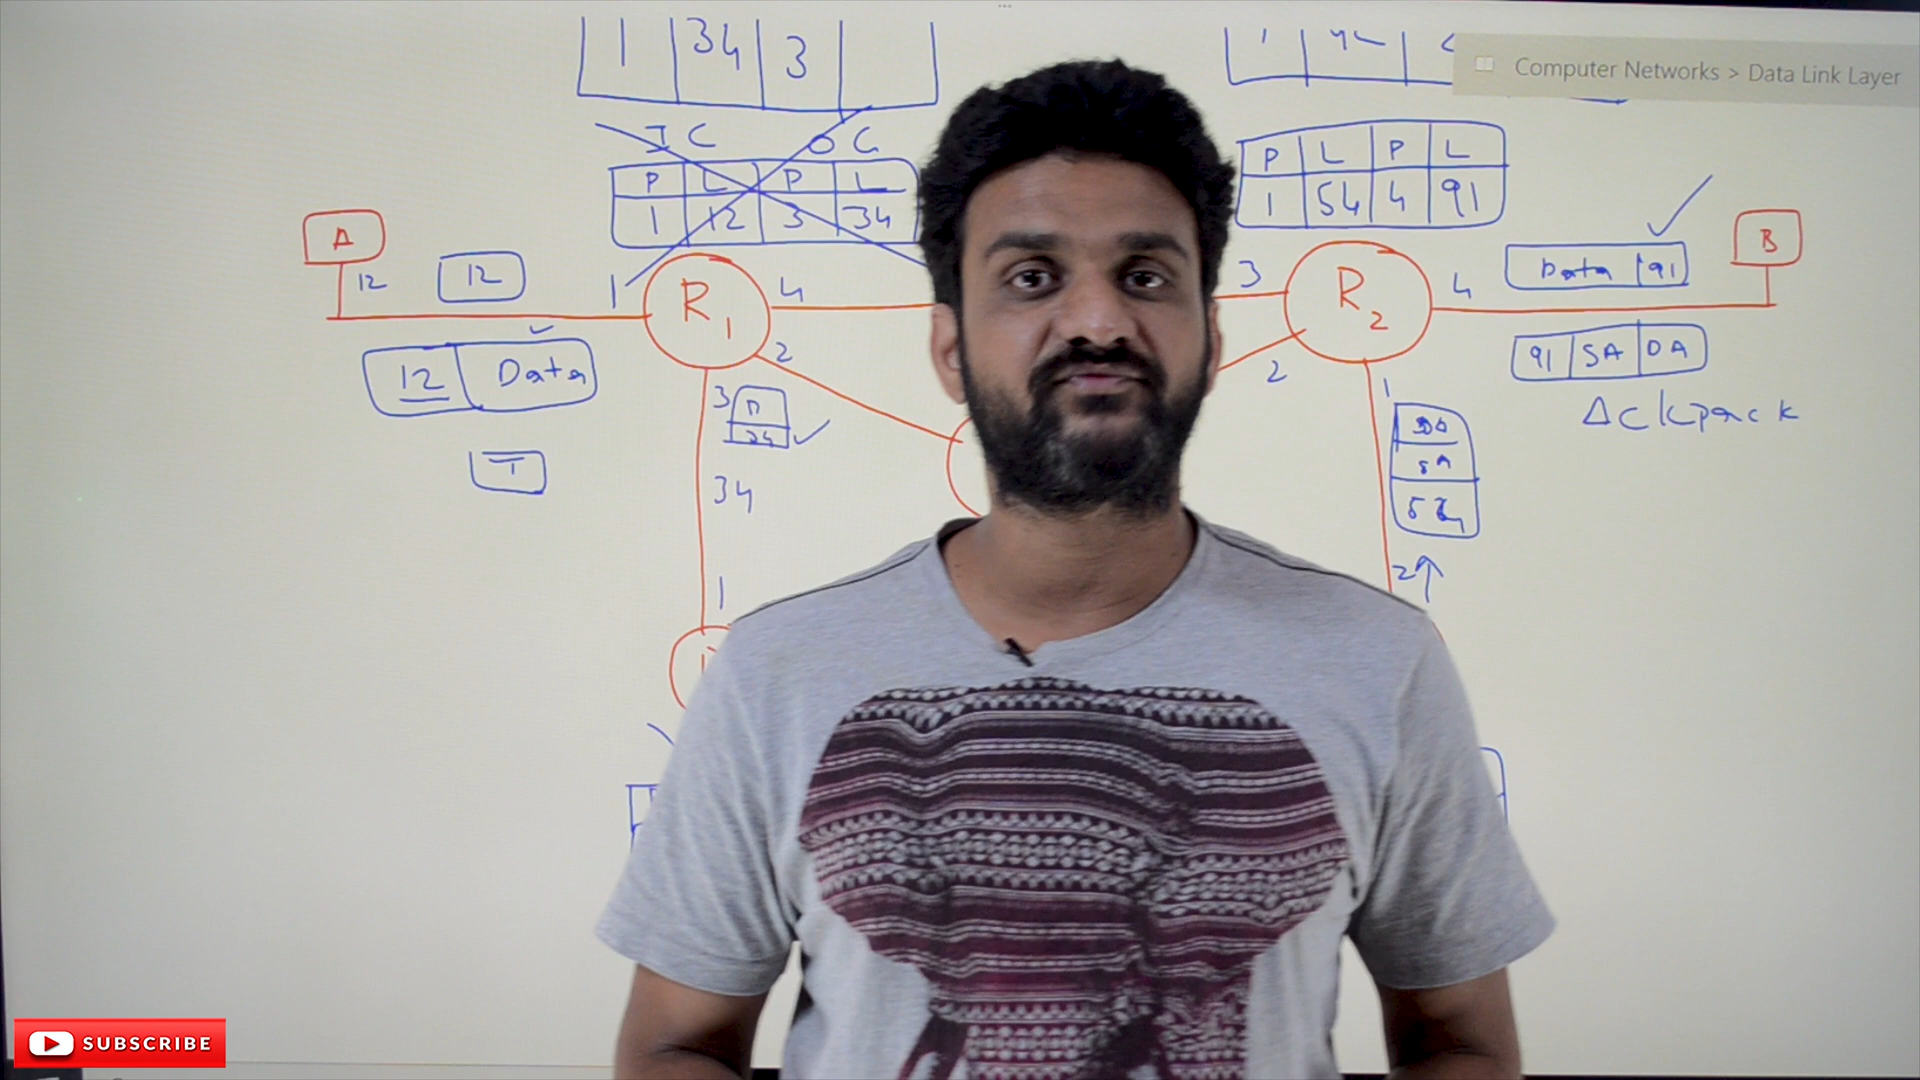 1 34 3
Computer Networks > Data Link Layer
I C O G
P L P L
1 12 3 34
P L P L
1 54 4 91
A
B
12
12
1
R1
4
3
R2
4
Data 91
12 Data
2
2
91 SA DA
Ackpack
3
1
SA
T
34
2
1
SUBSCRIBE